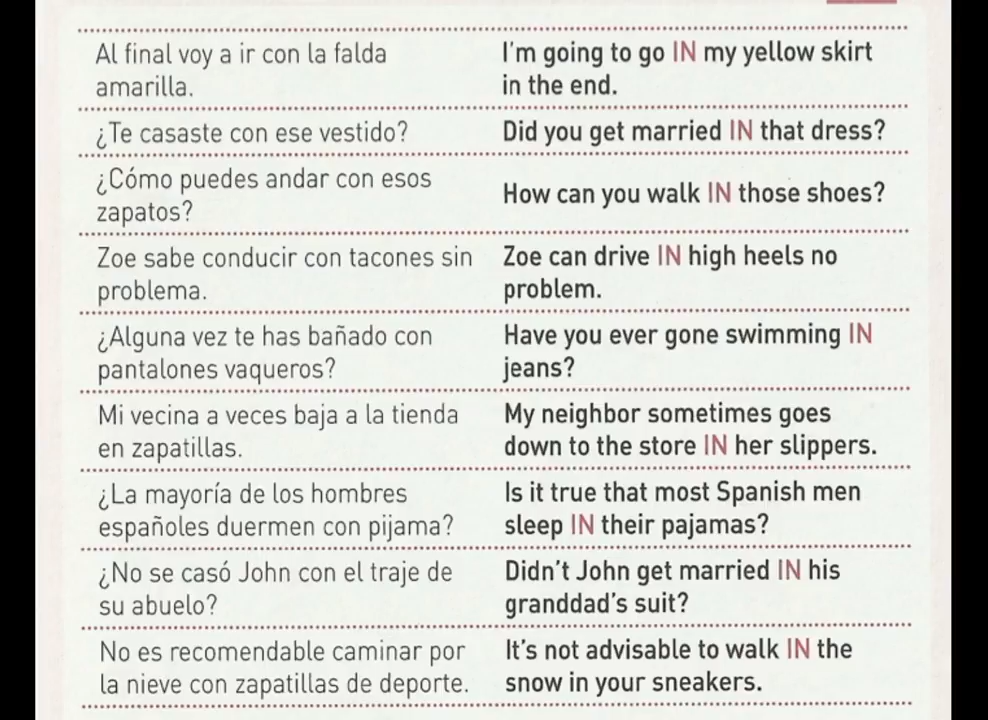 Al final voy a ir con la falda
amarilla.
I'm going to go IN my yellow skirt
in the end.
¿Te casaste con ese vestido?
Did you get married IN that dress?
¿Cómo puedes andar con esos
zapatos?
How can you walk IN those shoes?
Zoe sabe conducir con tacones sin
problema.
Zoe can drive IN high heels no
problem.
¿Alguna vez te has bañado con
pantalones vaqueros?
Have you ever gone swimming IN
jeans?
Mi vecina a veces baja a la tienda
en zapatillas.
My neighbor sometimes goes
down to the store IN her slippers.
¿La mayoría de los hombres
españoles duermen con pijama?
Is it true that most Spanish men
sleep IN their pajamas?
¿No se casó John con el traje de
su abuelo?
Didn't John get married IN his
granddad's suit?
No es recomendable caminar por
la nieve con zapatillas de deporte.
It's not advisable to walk IN the
snow in your sneakers.